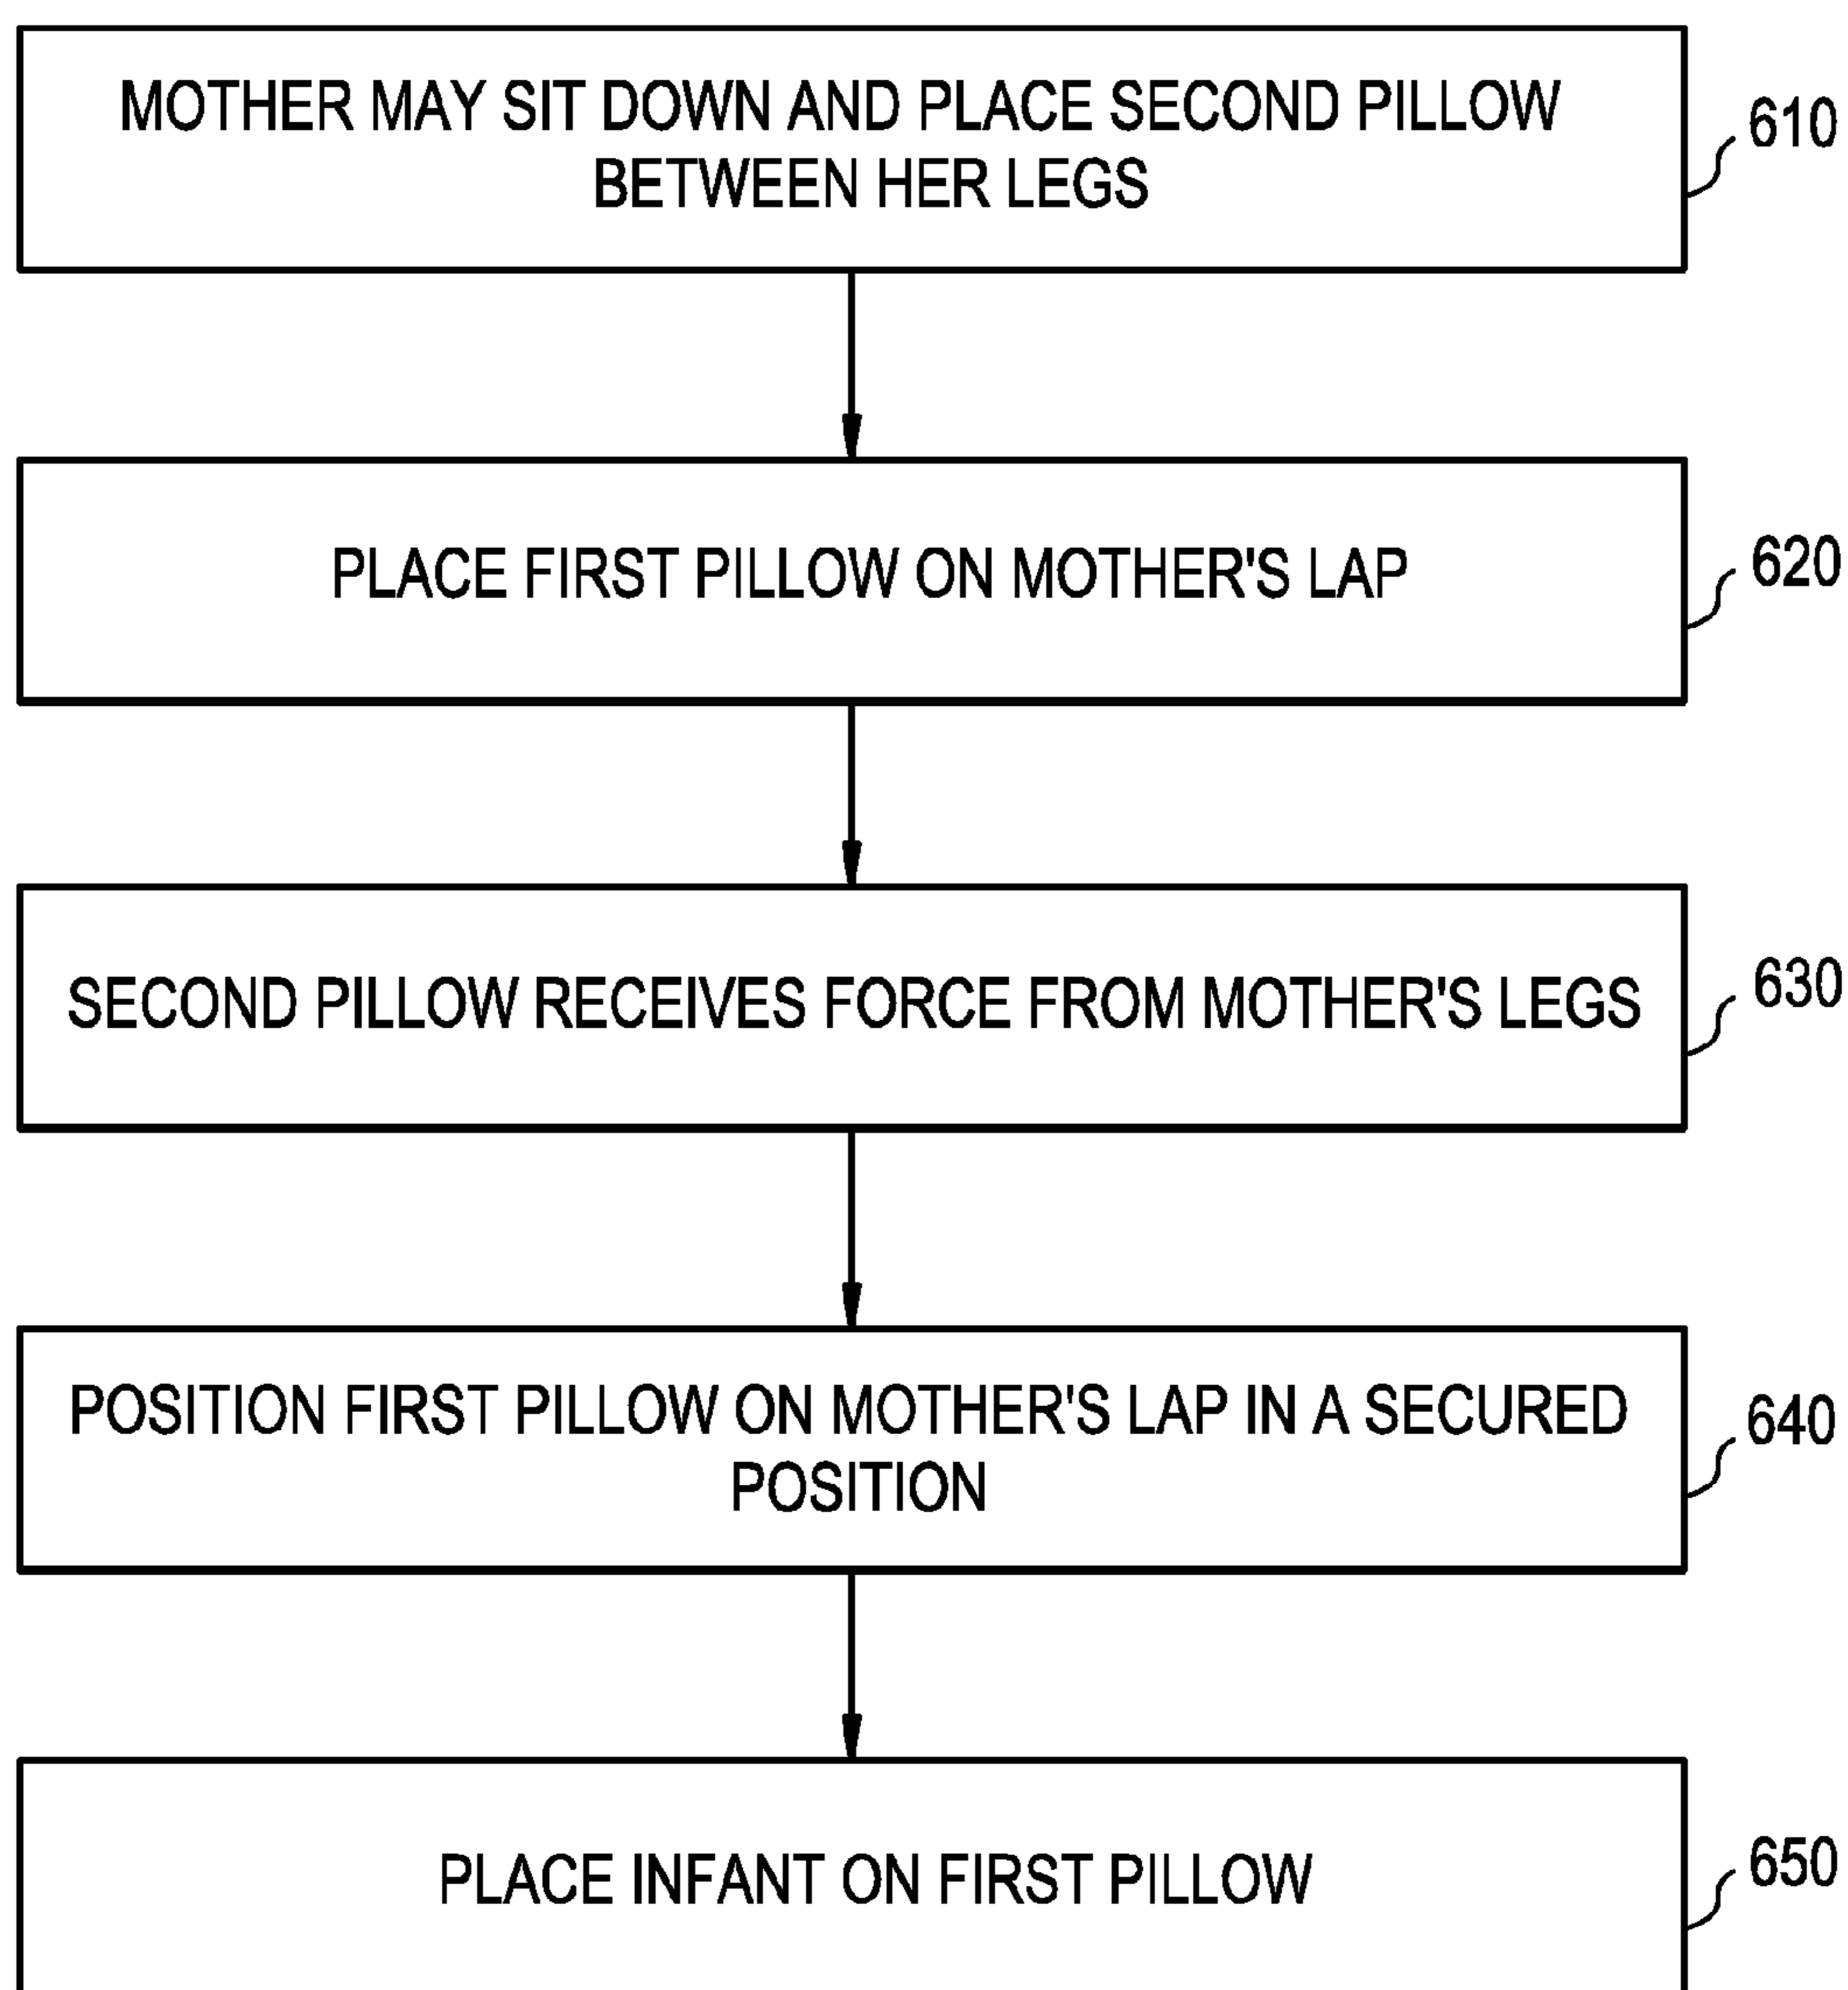 MOTHER MAY SIT DOWN AND PLACE SECOND PILLOW
BETWEEN HER LEGS
610
PLACE FIRST PILLOW ON MOTHER'S LAP
620
SECOND PILLOW RECEIVES FORCE FROM MOTHER'S LEGS
630
POSITION FIRST PILLOW ON MOTHER'S LAP IN A SECURED
POSITION
640
PLACE INFANT ON FIRST PILLOW
650